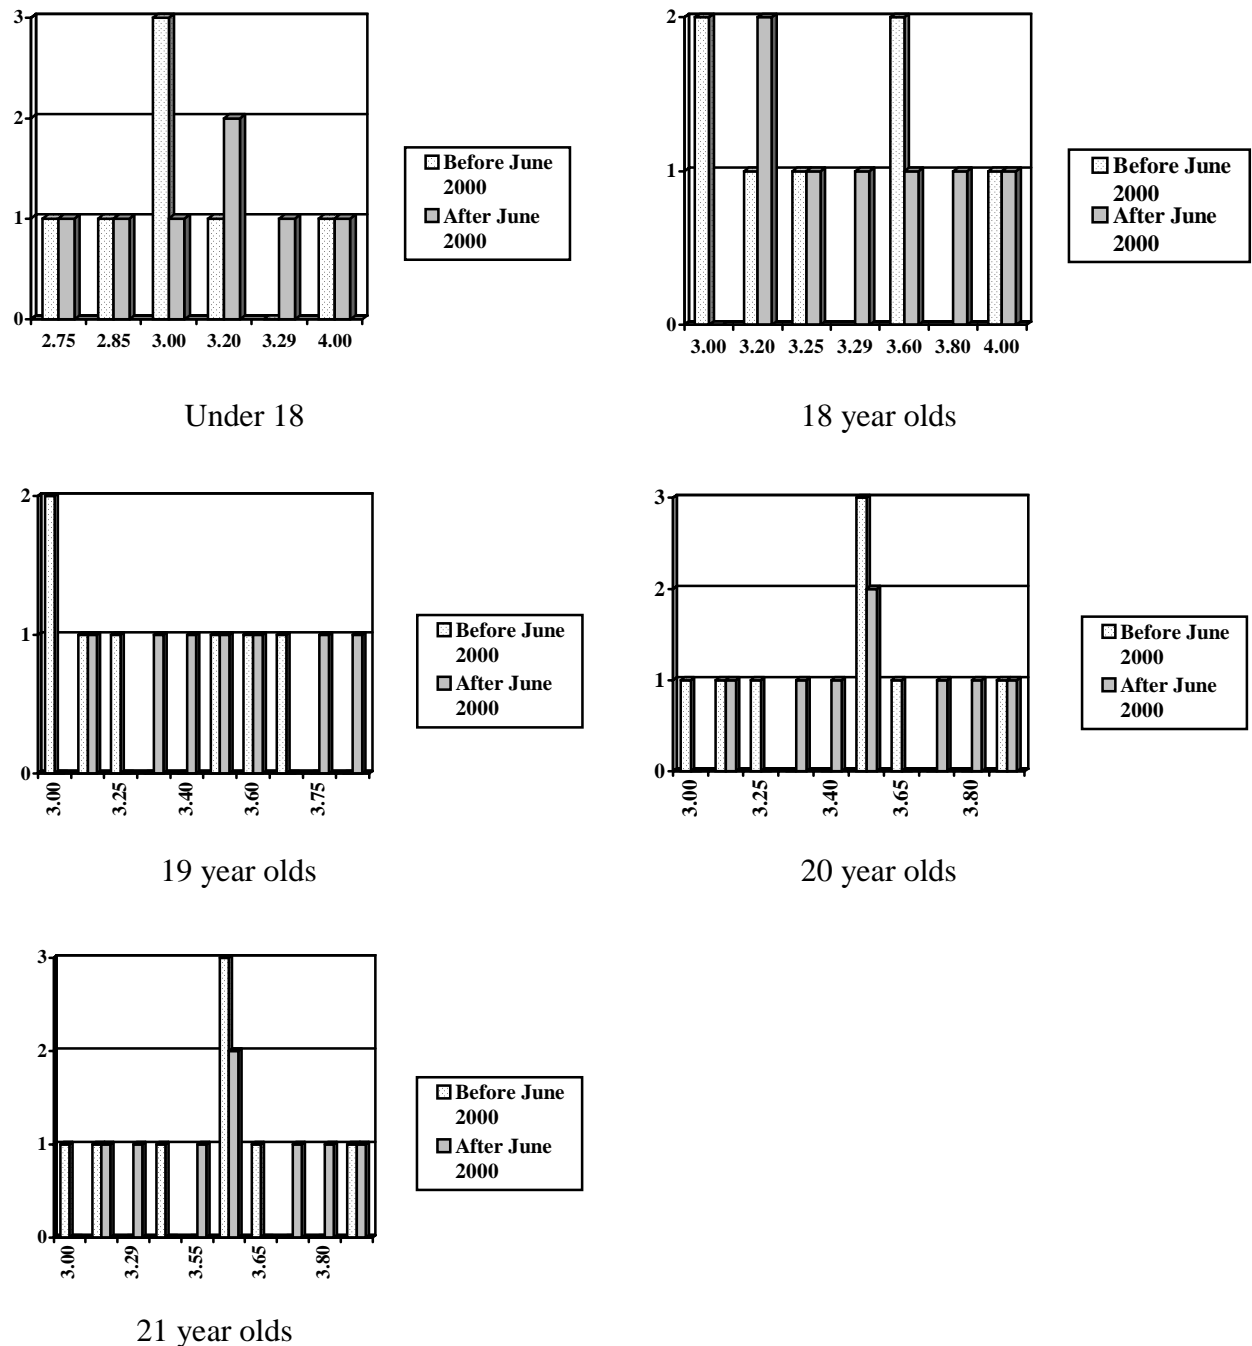 3
2
1
0
2.75 2.85 3.00 3.20 3.29 4.00
Before June
2000
After June
2000
Under 18
2
1
0
3.00 3.20 3.25 3.29 3.60 3.80 4.00
Before June
2000
After June
2000
18 year olds
2
1
0
3.00 3.25 3.40 3.60 3.75
Before June
2000
After June
2000
19 year olds
3
2
1
0
3.00 3.25 3.40 3.65 3.80
Before June
2000
After June
2000
20 year olds
3
2
1
0
3.00 3.29 3.55 3.65 3.80
Before June
2000
After June
2000
21 year olds